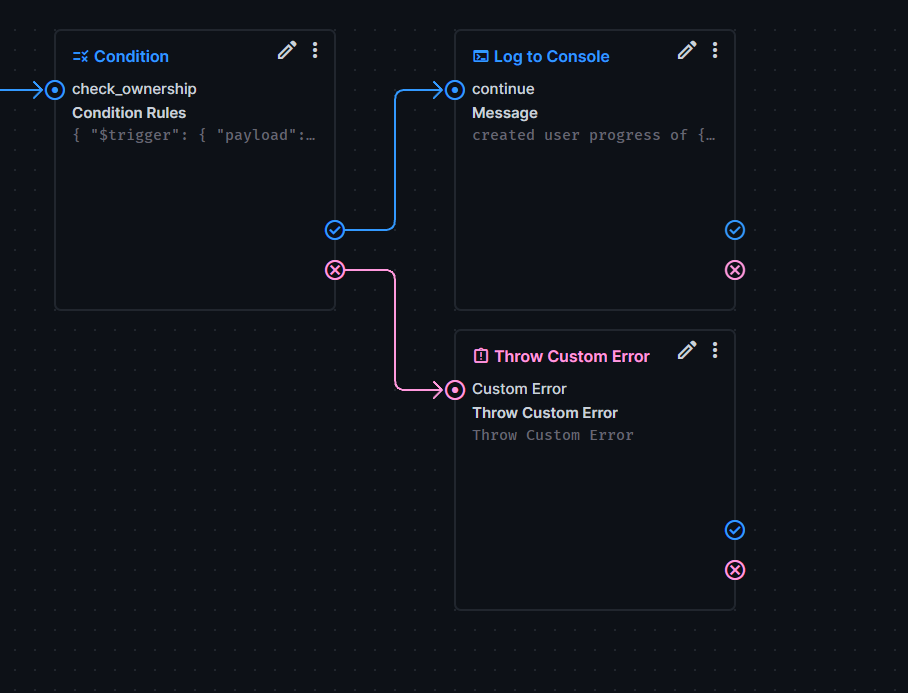 Condition
check_ownership
Condition Rules
{ "$trigger": { "payload":…
Log to Console
continue
Message
created user progress of {…
Throw Custom Error
Custom Error
Throw Custom Error
Throw Custom Error